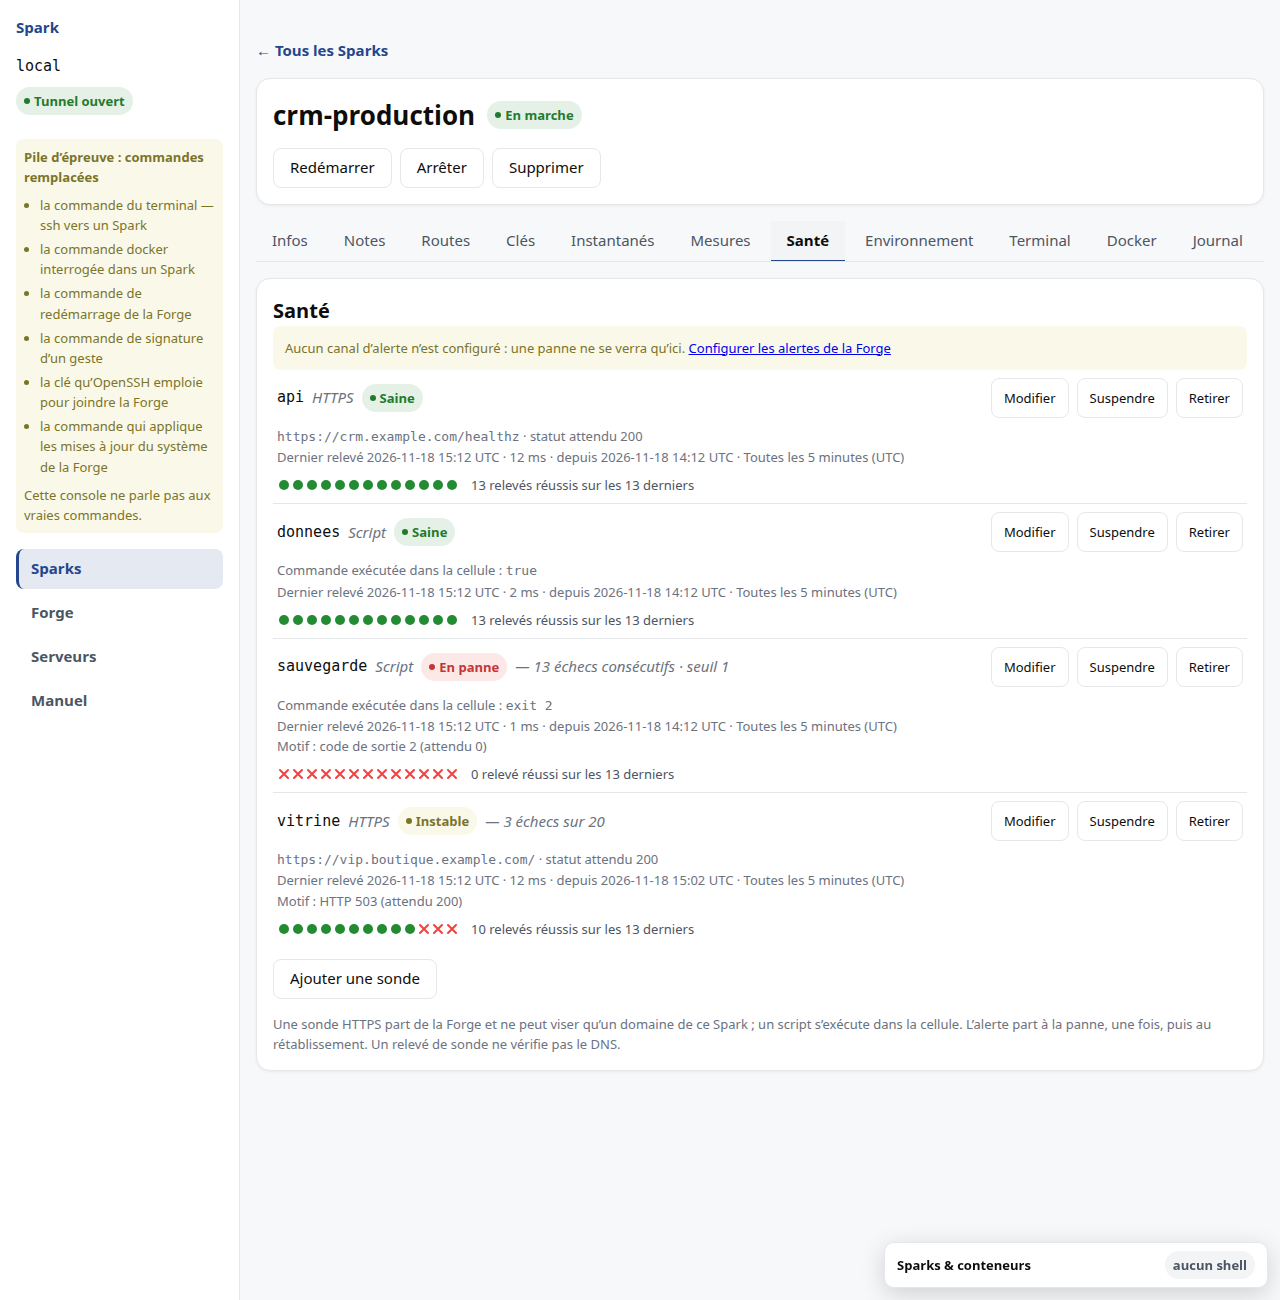 Spark
local
Tunnel ouvert
Pile d’épreuve : commandes
remplacées
la commande du terminal —
ssh vers un Spark
la commande docker
interrogée dans un Spark
la commande de
redémarrage de la Forge
la commande de signature
d’un geste
la clé qu’OpenSSH emploie
pour joindre la Forge
la commande qui applique
les mises à jour du système
de la Forge
Cette console ne parle pas aux
vraies commandes.
Sparks
Forge
Serveurs
Manuel
← Tous les Sparks
crm-production En marche
Redémarrer Arrêter Supprimer
Infos Notes Routes Clés Instantanés Mesures Santé Environnement Terminal Docker Journal
Santé
Aucun canal d’alerte n’est configuré : une panne ne se verra qu’ici. Configurer les alertes de la Forge
api HTTPS Saine Modifier Suspendre Retirer
https://crm.example.com/healthz · statut attendu 200
Dernier relevé 2026-11-18 15:12 UTC · 12 ms · depuis 2026-11-18 14:12 UTC · Toutes les 5 minutes (UTC)
13 relevés réussis sur les 13 derniers
donnees Script Saine Modifier Suspendre Retirer
Commande exécutée dans la cellule : true
Dernier relevé 2026-11-18 15:12 UTC · 2 ms · depuis 2026-11-18 14:12 UTC · Toutes les 5 minutes (UTC)
13 relevés réussis sur les 13 derniers
sauvegarde Script En panne — 13 échecs consécutifs · seuil 1 Modifier Suspendre Retirer
Commande exécutée dans la cellule : exit 2
Dernier relevé 2026-11-18 15:12 UTC · 1 ms · depuis 2026-11-18 14:12 UTC · Toutes les 5 minutes (UTC)
Motif : code de sortie 2 (attendu 0)
0 relevé réussi sur les 13 derniers
vitrine HTTPS Instable — 3 échecs sur 20 Modifier Suspendre Retirer
https://vip.boutique.example.com/ · statut attendu 200
Dernier relevé 2026-11-18 15:12 UTC · 12 ms · depuis 2026-11-18 15:02 UTC · Toutes les 5 minutes (UTC)
Motif : HTTP 503 (attendu 200)
10 relevés réussis sur les 13 derniers
Ajouter une sonde
Une sonde HTTPS part de la Forge et ne peut viser qu’un domaine de ce Spark ; un script s’exécute dans la cellule. L’alerte part à la panne, une fois, puis au
rétablissement. Un relevé de sonde ne vérifie pas le DNS.
Sparks & conteneurs aucun shell